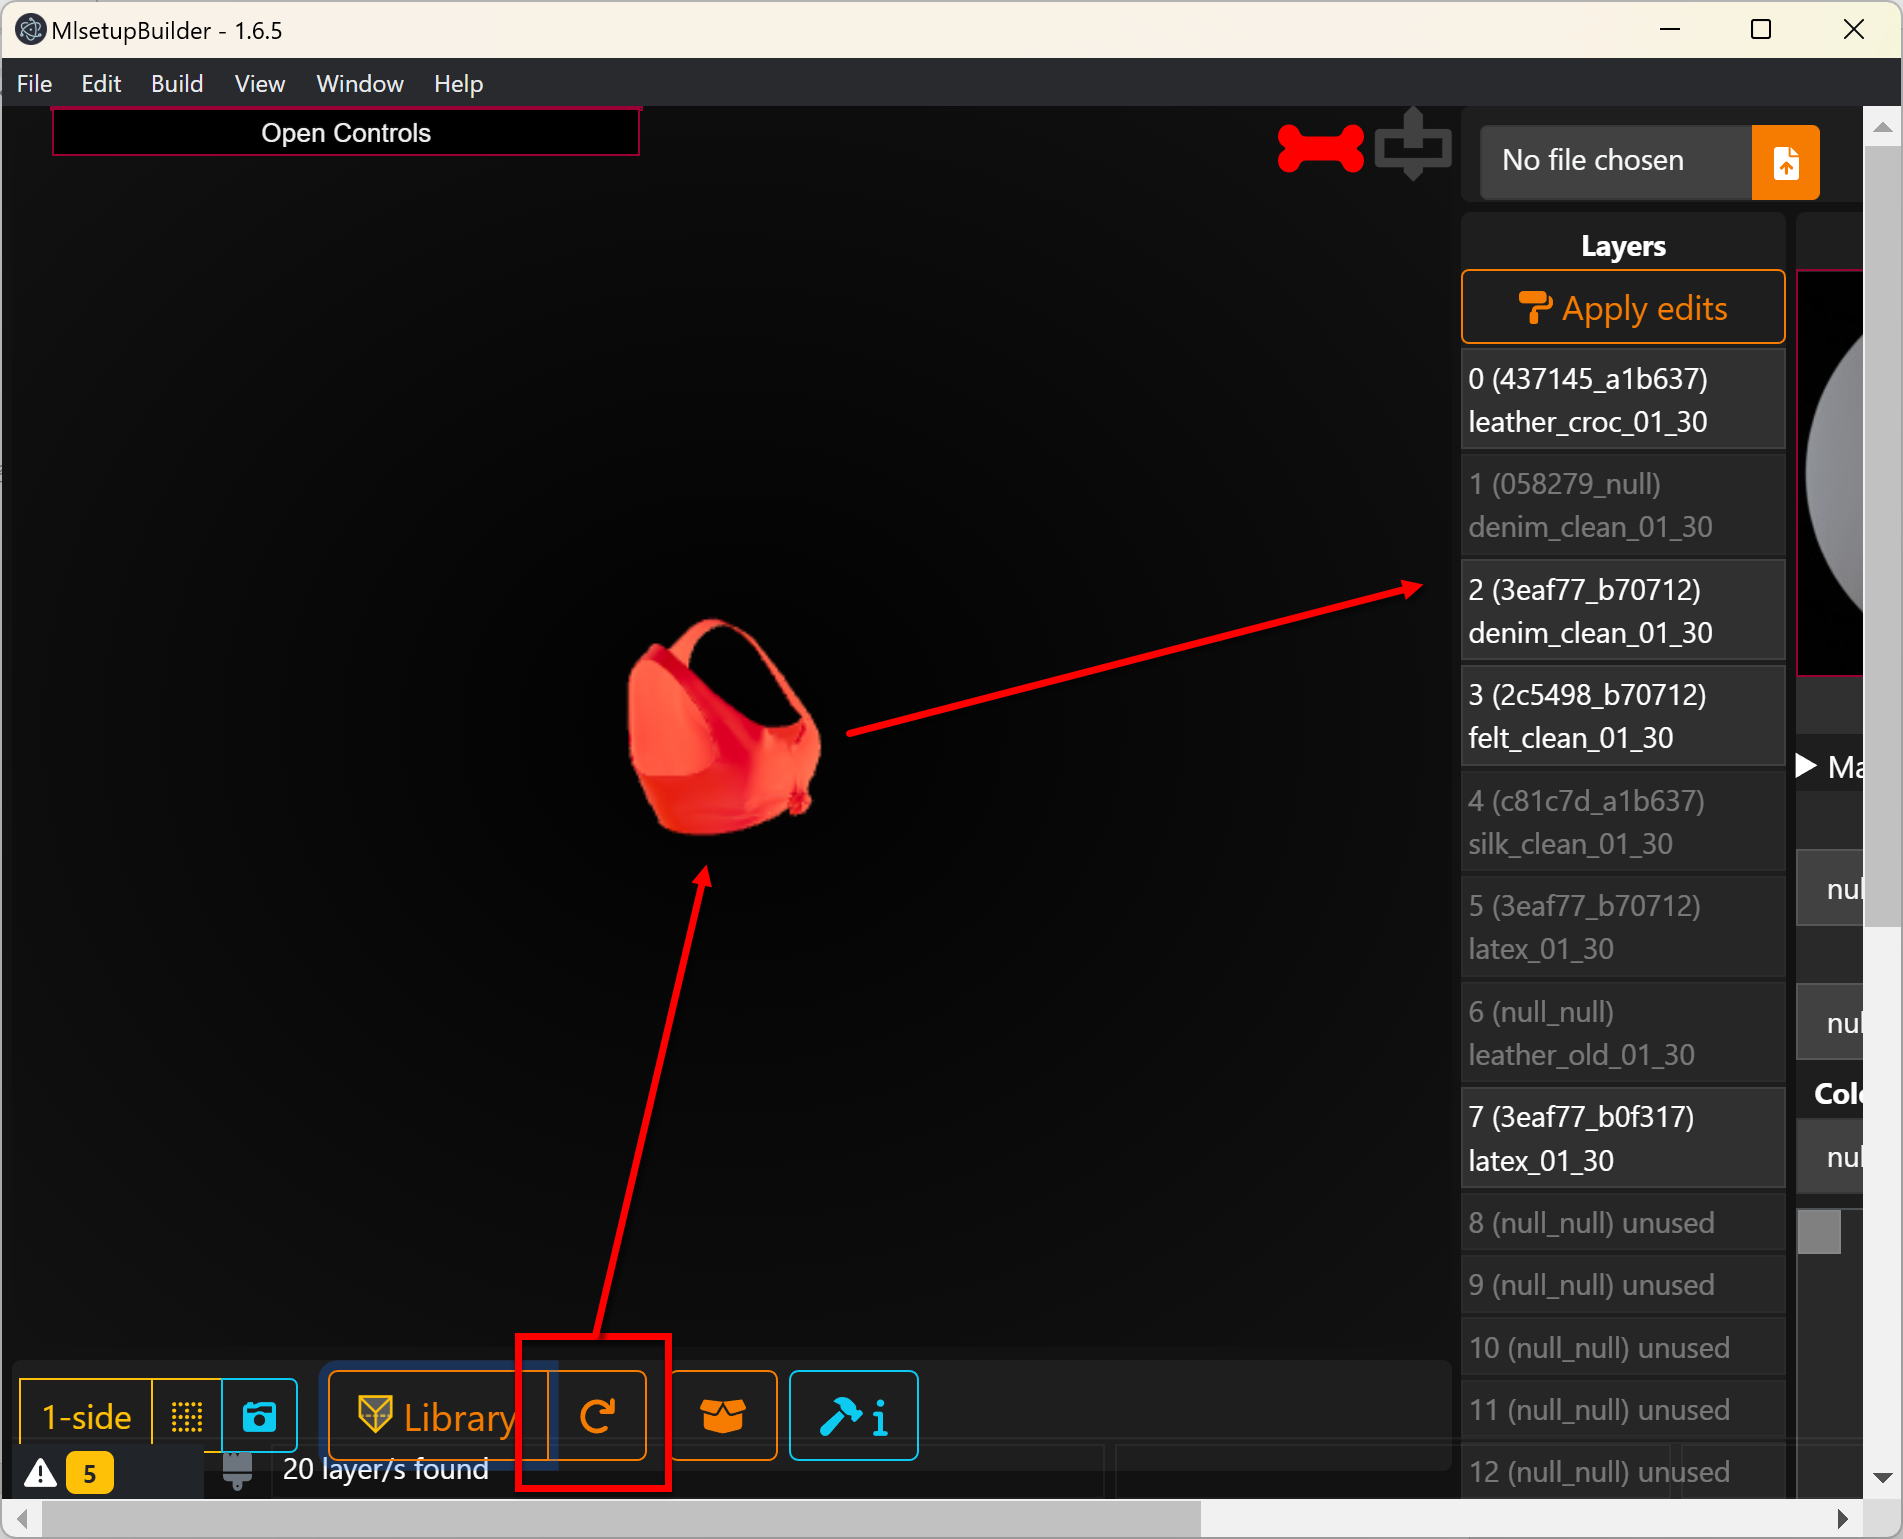 MlsetupBuilder - 1.6.5
File Edit Build View Window Help
Open Controls
No file chosen
Layers
Apply edits
0 (437145_a1b637)
leather_croc_01_30
1 (058279_null)
denim_clean_01_30
2 (3eaf77_b70712)
denim_clean_01_30
3 (2c5498_b70712)
felt_clean_01_30
Ma
4 (c81c7d_a1b637)
silk_clean_01_30
nul
5 (3eaf77_b70712)
latex_01_30
6 (null_null)
nul
leather_old_01_30
Colo
7 (3eaf77_b0f317)
latex_01_30
nul
8 (null_null) unused
9 (null_null) unused
10 (null_null) unused
11 (null_null) unused
12 (null_null) unused
1-side
Library
i
5
20 layer/s found